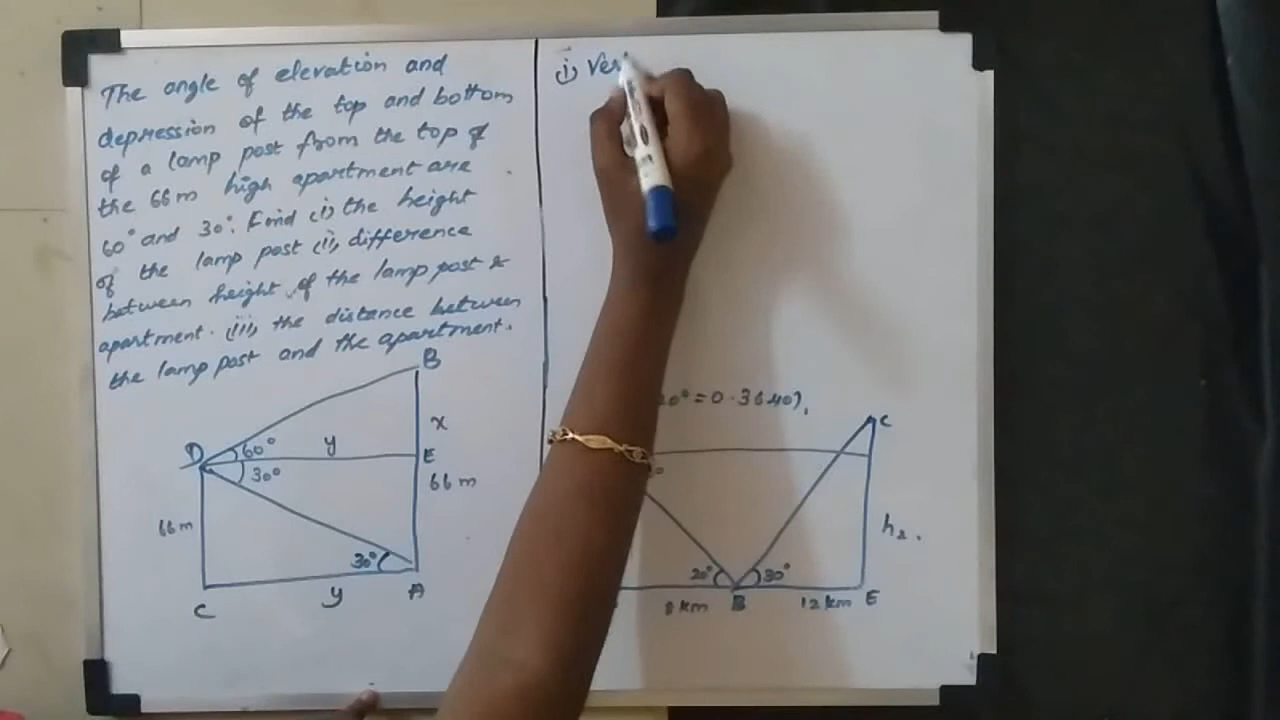 The angle of elevation and
depression of the top and bottom
of a lamp post from the top of
the 66m high apartment are
60° and 30°. Find (i) the height
of the lamp post (ii) difference
between height of the lamp post &
apartment. (iii) the distance between
the lamp post and the apartment.
B
x
D 60° y E
30° 66m
66m
30°
C y A
(i) Ver
20° = 0.3640).
C
h₂.
20° 30°
8 km B 12 km E